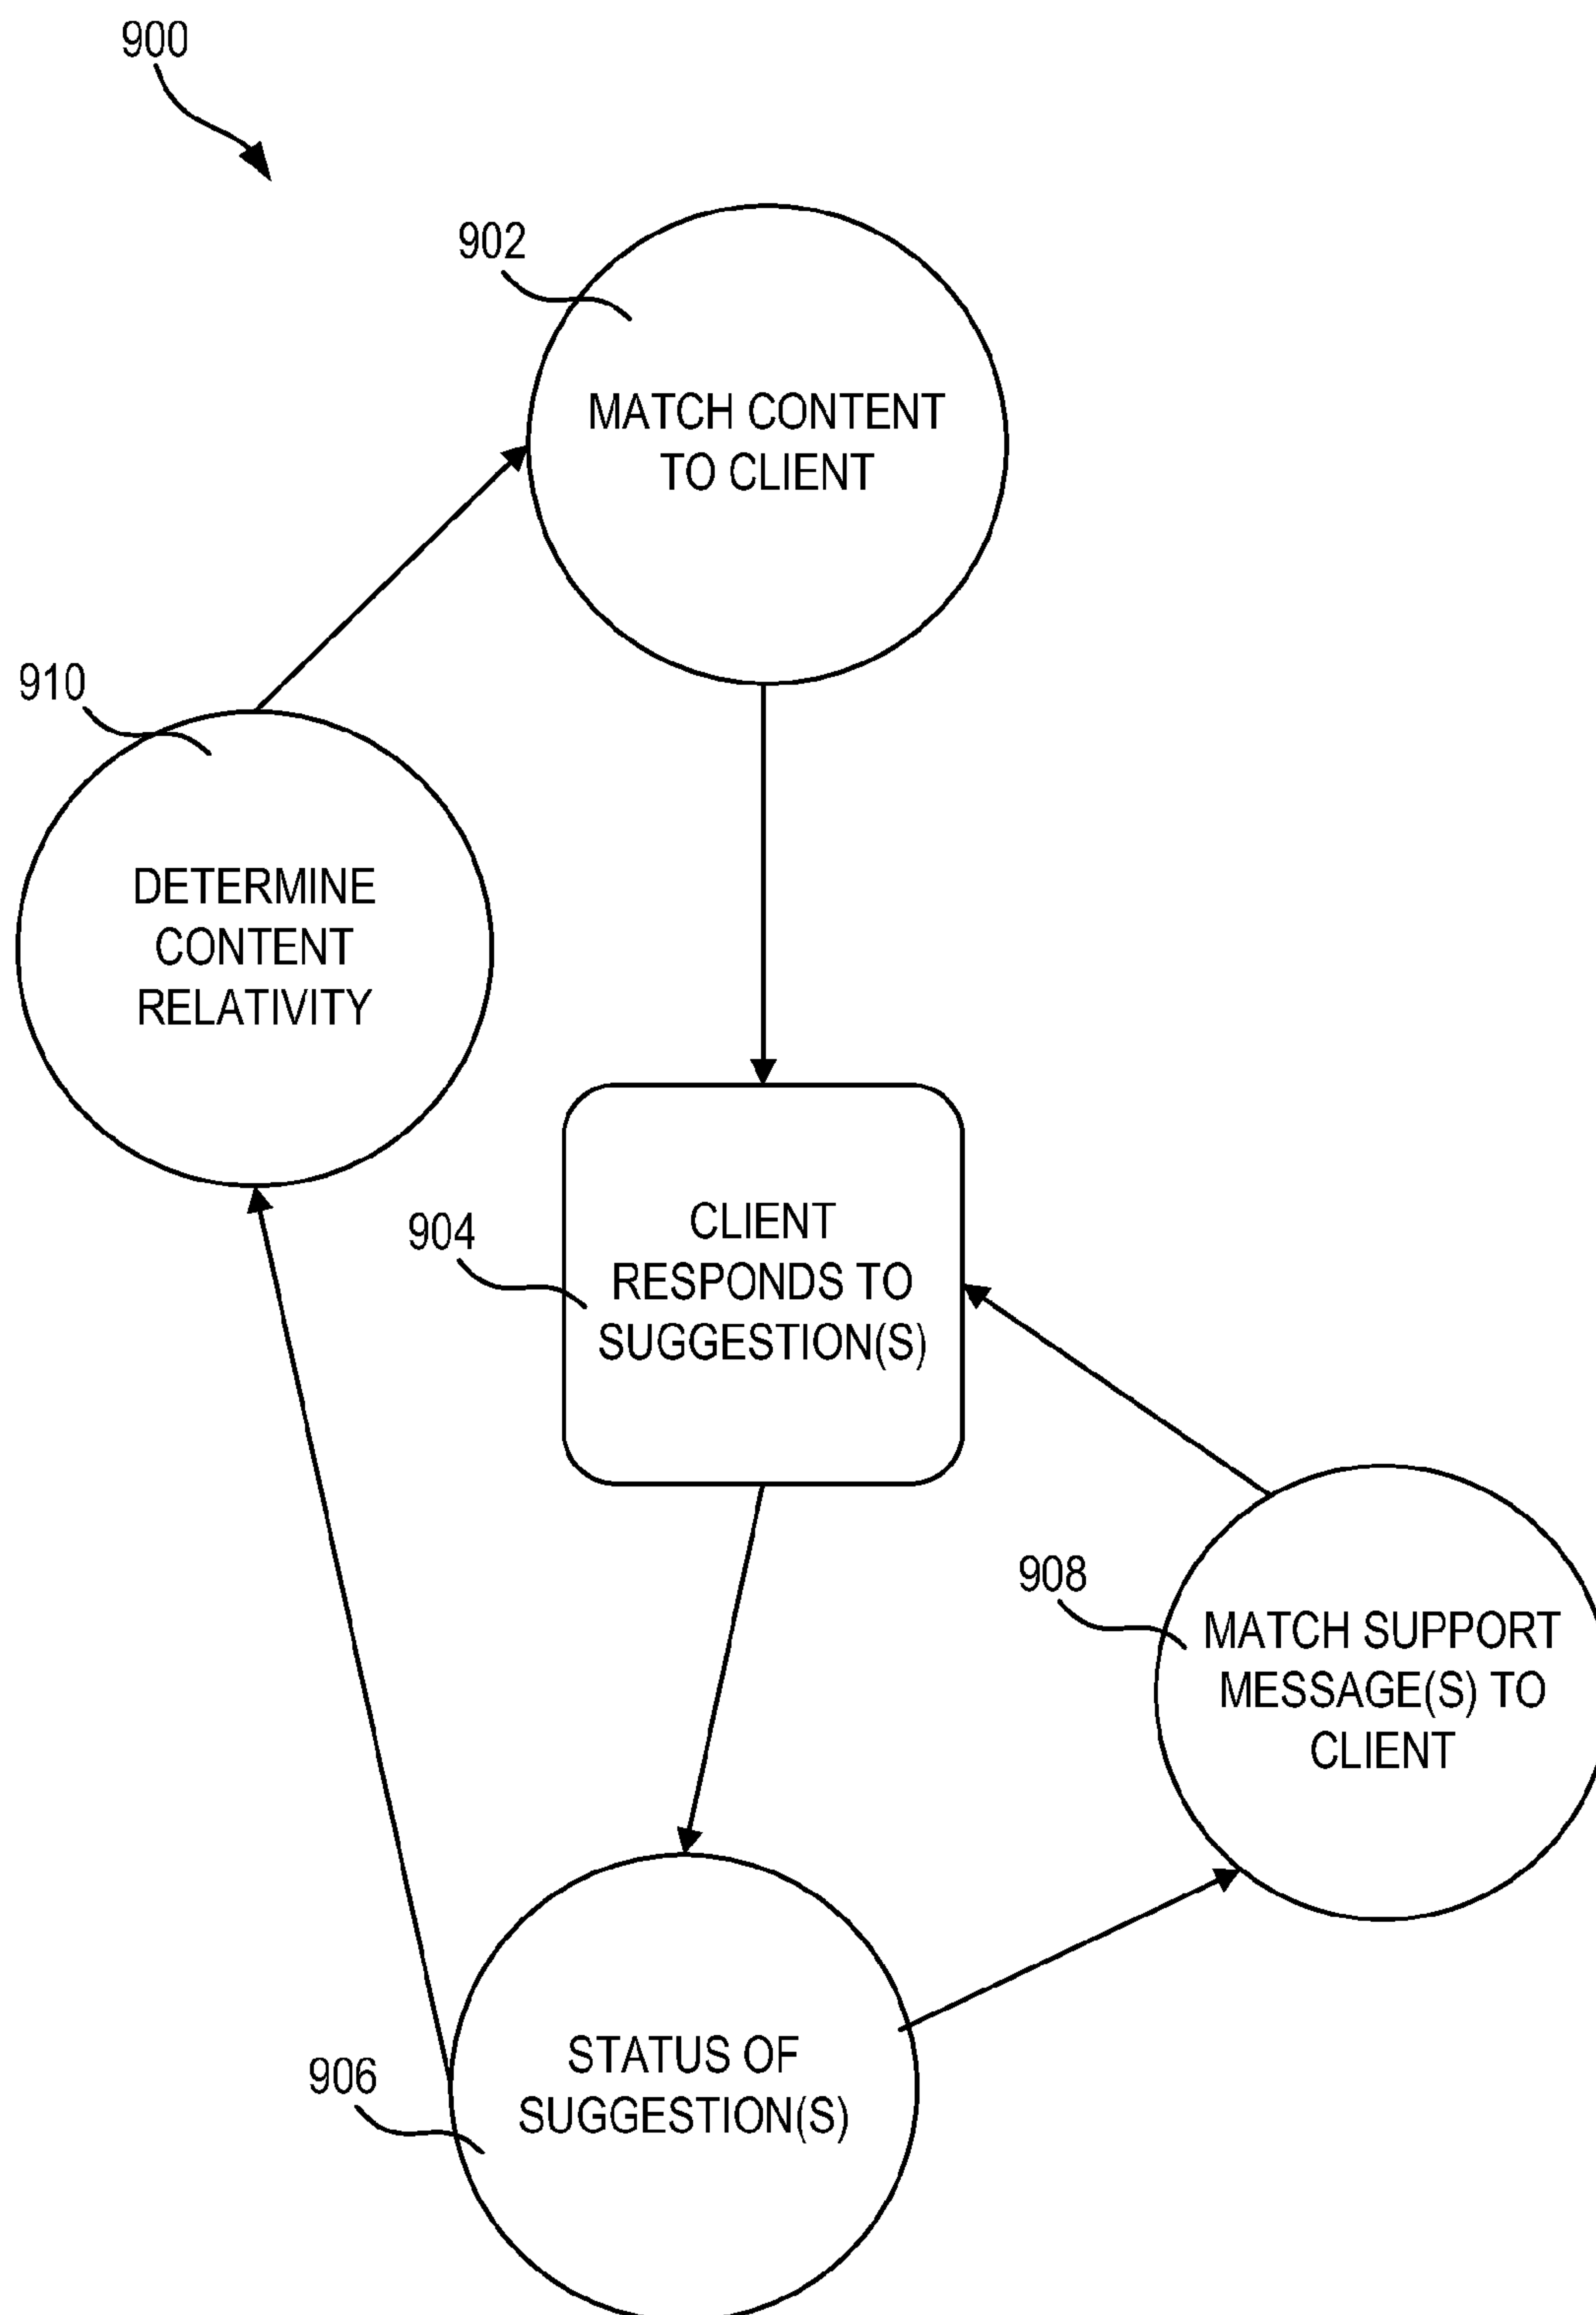 900
902
MATCH CONTENT
TO CLIENT
910
DETERMINE
CONTENT
RELATIVITY
904
CLIENT
RESPONDS TO
SUGGESTION(S)
908
MATCH SUPPORT
MESSAGE(S) TO
CLIENT
906
STATUS OF
SUGGESTION(S)